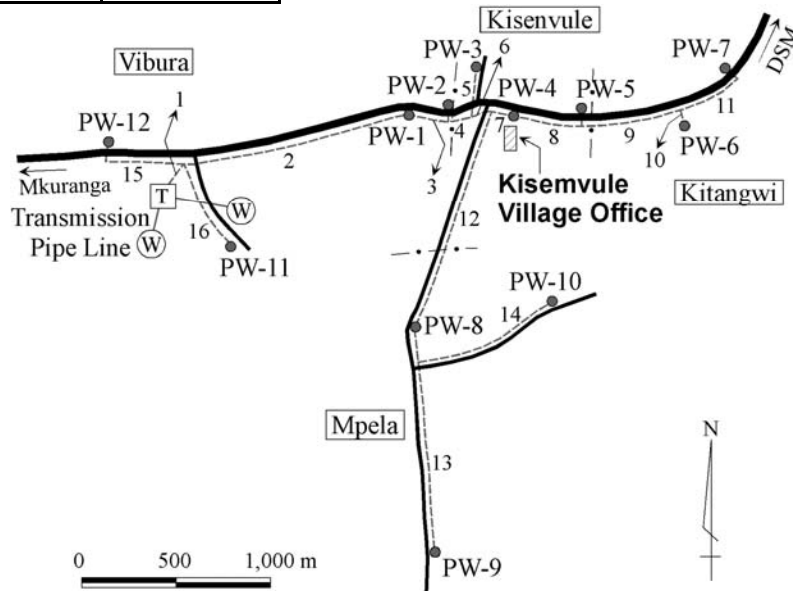 Kisenvule
Vibura
PW-3
6
PW-7
DSM
1
PW-2
5
PW-4
PW-5
PW-12
PW-1
4
7
8
9
11
2
3
10
PW-6
15
Mkuranga
T
W
12
Kisemvule
Village Office
Kitangwi
Transmission
Pipe Line
W
16
PW-11
PW-10
14
PW-8
Mpela
N
13
0 500 1,000 m
PW-9